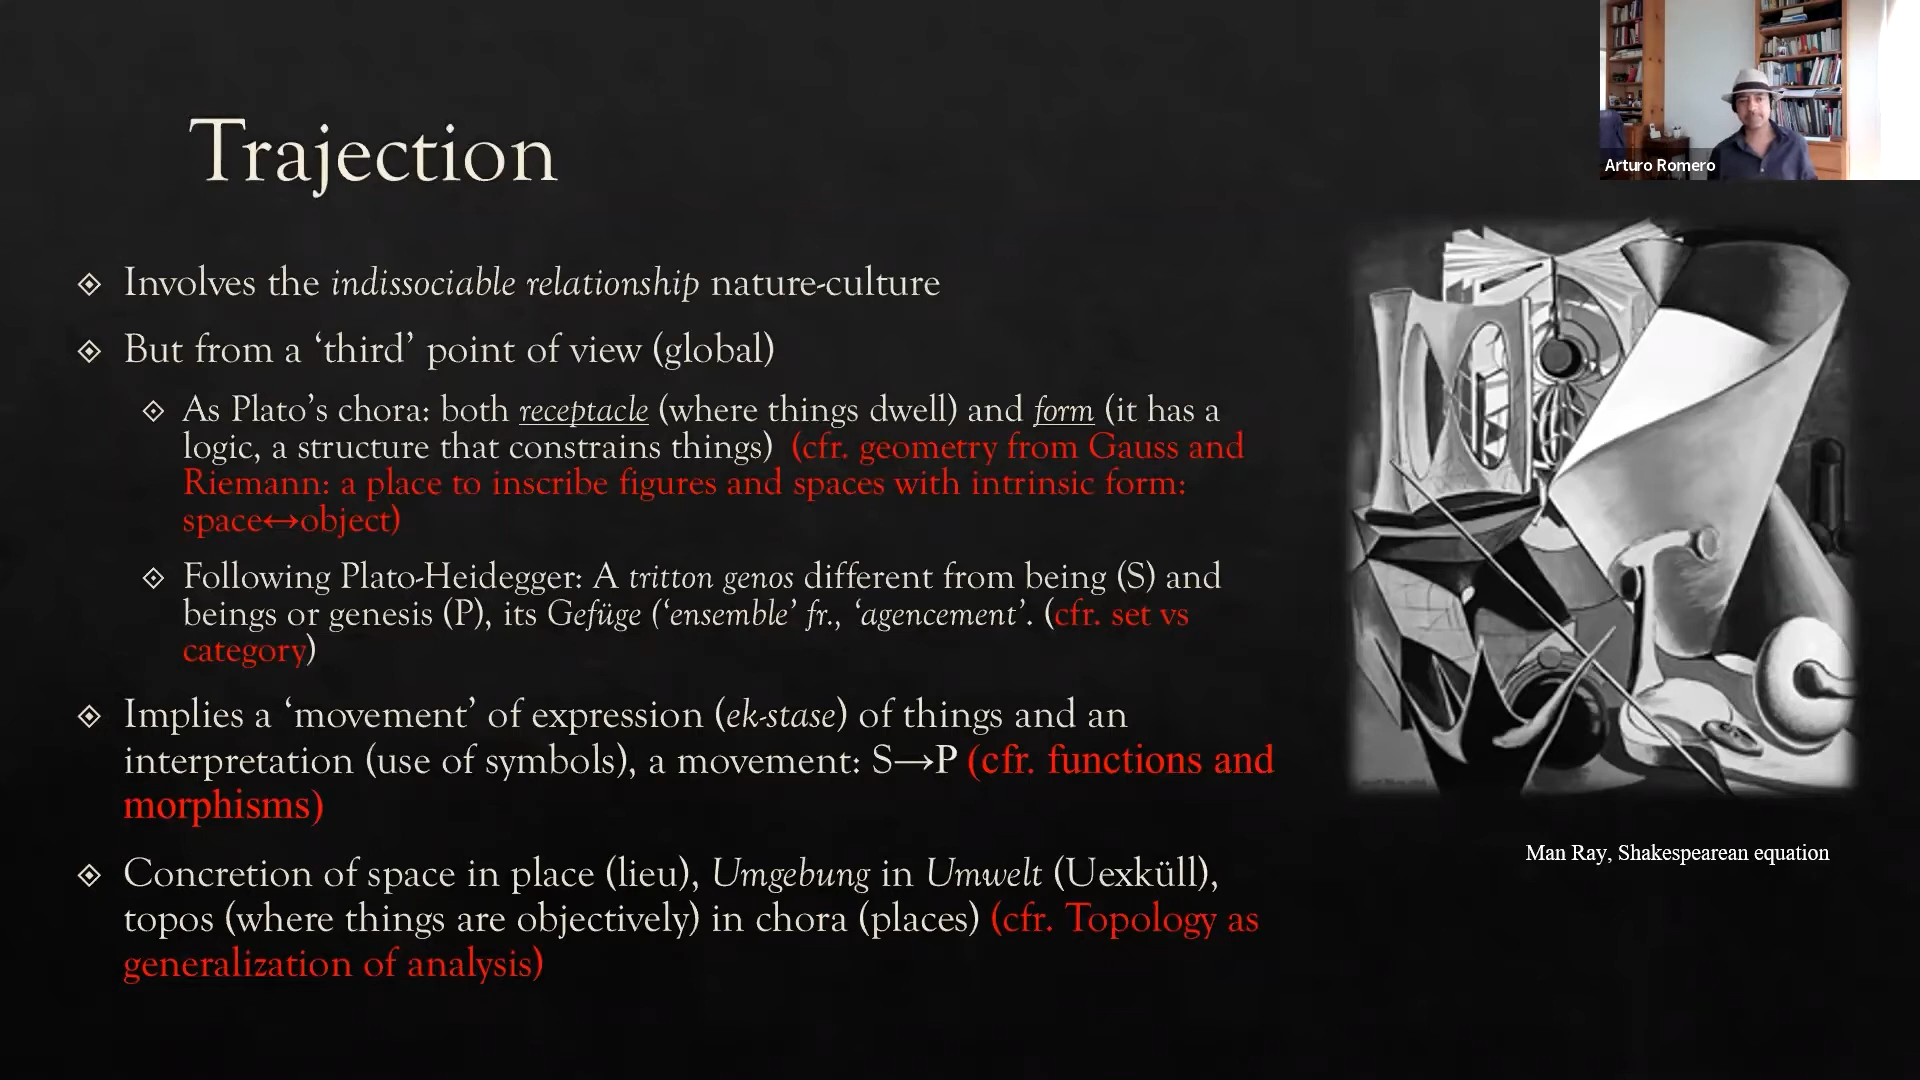 Trajection
Arturo Romero
Involves the indissociable relationship nature-culture
But from a ‘third’ point of view (global)
As Plato’s chora: both receptacle (where things dwell) and form (it has a
logic, a structure that constrains things) (cfr. geometry from Gauss and
Riemann: a place to inscribe figures and spaces with intrinsic form:
space↔object)
Following Plato-Heidegger: A tritton genos different from being (S) and
beings or genesis (P), its Gefüge (‘ensemble’ fr., ‘agencement’. (cfr. set vs
category)
Implies a ‘movement’ of expression (ek-stase) of things and an
interpretation (use of symbols), a movement: S→P (cfr. functions and
morphisms)
Concretion of space in place (lieu), Umgebung in Umwelt (Uexküll),
topos (where things are objectively) in chora (places) (cfr. Topology as
generalization of analysis)
Man Ray, Shakespearean equation